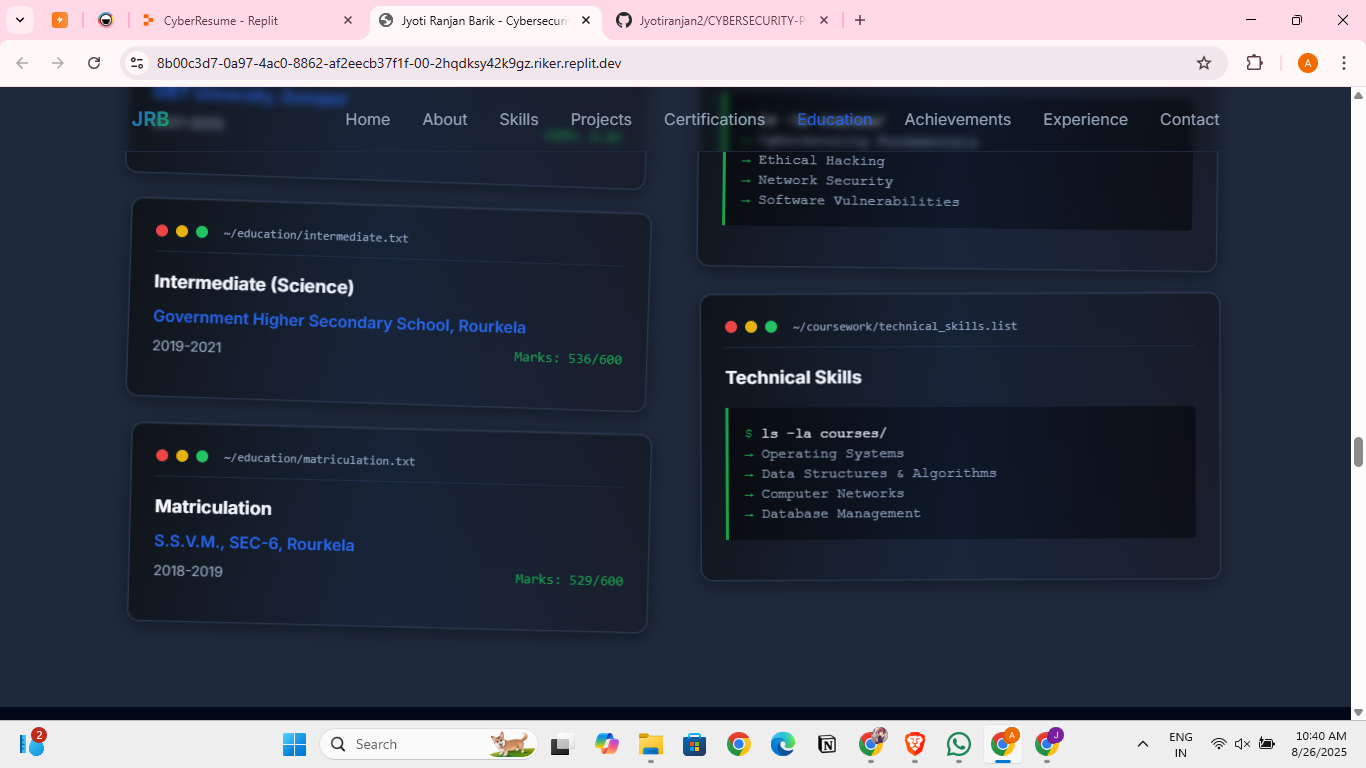 CyberResume - Replit
Jyoti Ranjan Barik - Cybersecuri
Jyotiranjan2/CYBERSECURITY-P
8b00c3d7-0a97-4ac0-8862-af2eecb37f1f-00-2hqdksy42k9gz.riker.replit.dev
A
JRB
Home
About
Skills
Projects
Certifications
Education
Achievements
Experience
Contact
~/education/intermediate.txt
Intermediate (Science)
Government Higher Secondary School, Rourkela
2019-2021
Marks: 536/600
~/education/matriculation.txt
Matriculation
S.S.V.M., SEC-6, Rourkela
2018-2019
Marks: 529/600
→ Ethical Hacking
→ Network Security
→ Software Vulnerabilities
~/coursework/technical_skills.list
Technical Skills
$ ls -la courses/
→ Operating Systems
→ Data Structures & Algorithms
→ Computer Networks
→ Database Management
2
Search
A
J
ENG
IN
10:40 AM
8/26/2025